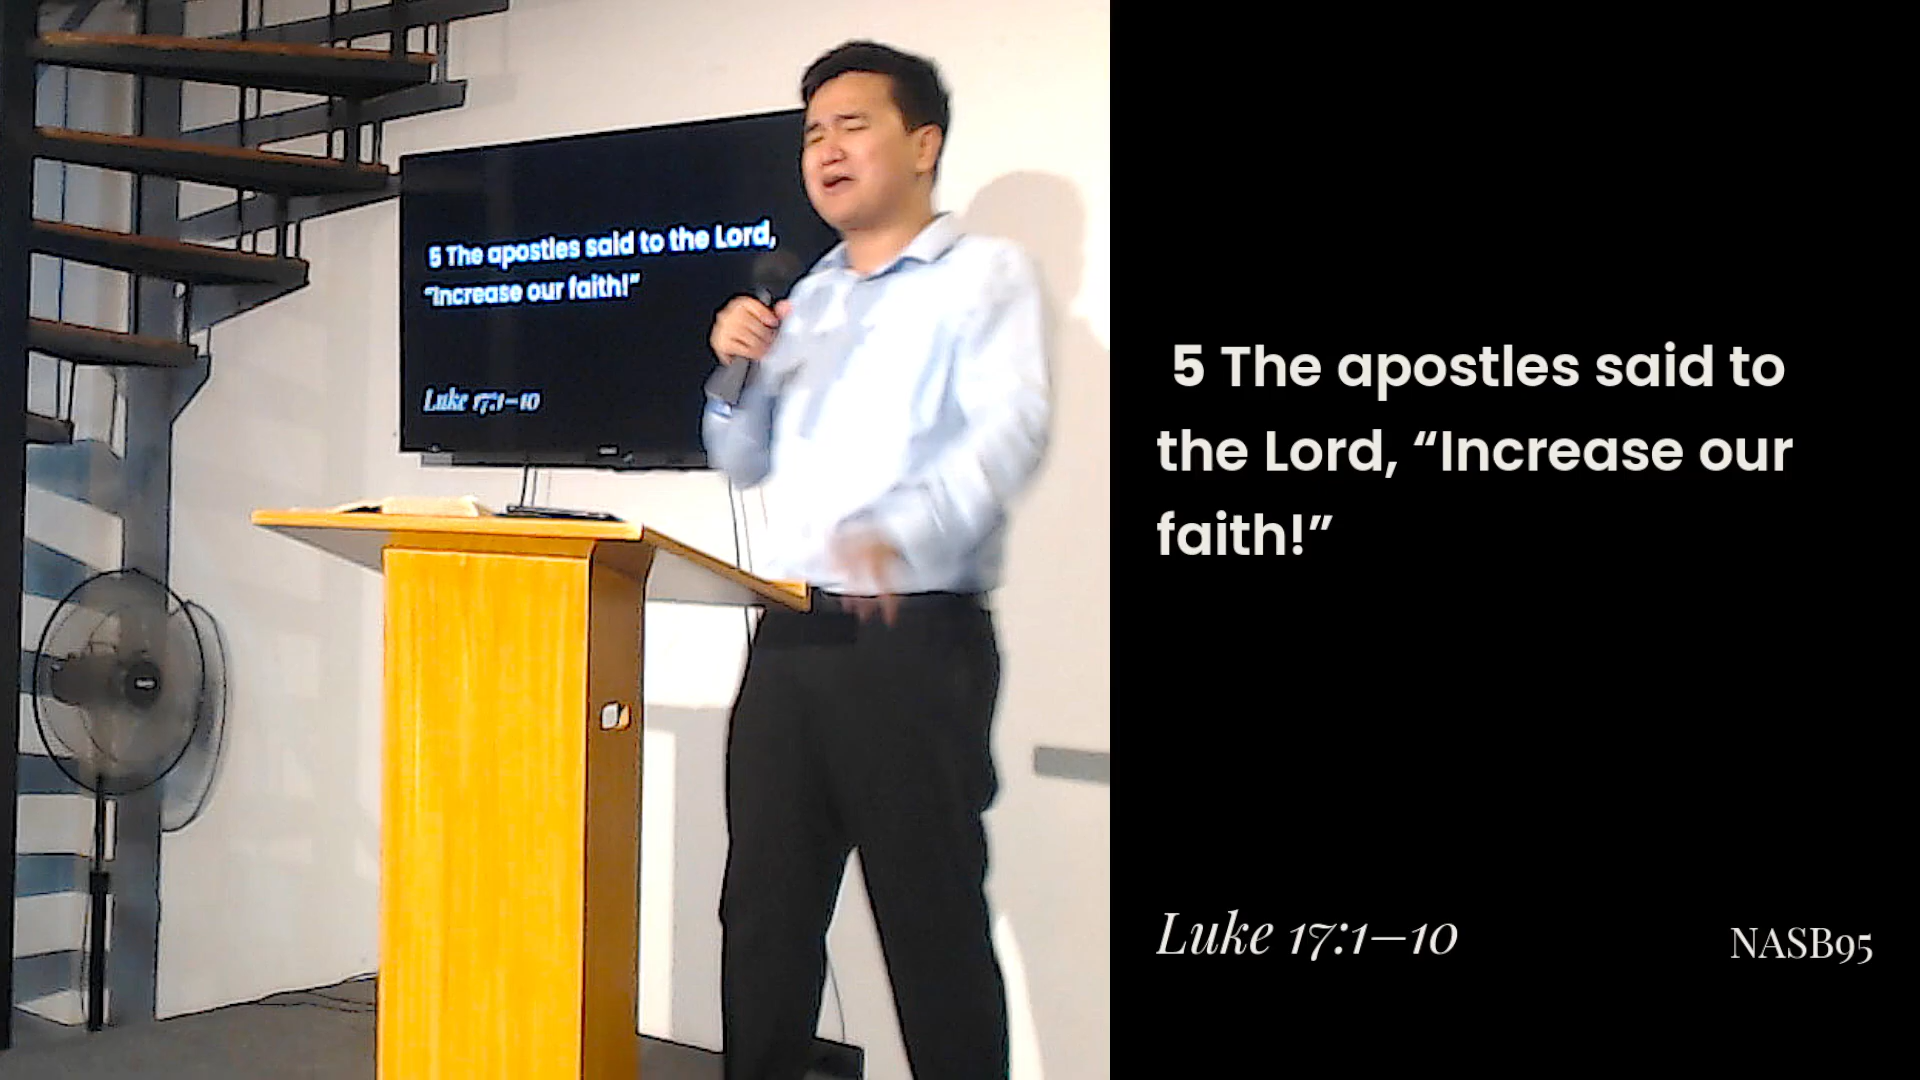 5 The apostles said to the Lord,
“Increase our faith!”
Luke 17:1–10
5 The apostles said to
the Lord, “Increase our
faith!”
Luke 17:1–10
NASB95